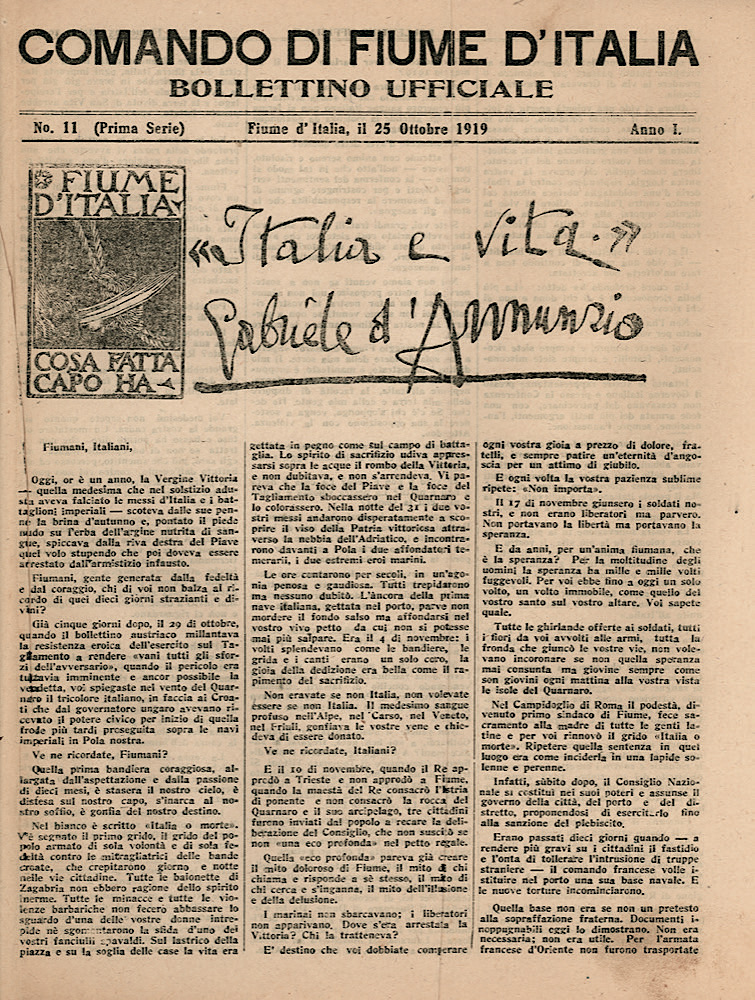 COMANDO DI FIUME D'ITALIA
BOLLETTINO UFFICIALE
No. 11 (Prima Serie) Fiume d'Italia, il 25 Ottobre 1919 Anno I.
FIUME
D'ITALIA
COSA FATTA
CAPO HA
«Italia e vita.»
Gabriele d'Annunzio
Fiumani, Italiani,
Oggi, or è un anno, la Vergine Vittoria
— quella medesima che nel solstizio adu-
sta aveva falciato le messi d'Italia e i bat-
taglioni imperiali — scoteva dalle sue pen-
ne la brina d'autunno e, pontato il piede
nudo su l'erba dell'argine nutrita di san-
gue, spiccava dalla riva destra del Piave
quel volo stupendo che poi doveva essere
arrestato dall'armistizio infausto.
Fiumani, gente generata dalla fedeltà
e dal coraggio, chi di voi non balza al ri-
cordo di quei dieci giorni strazianti e di-
vini?
Già cinque giorni dopo, il 29 di ottobre,
quando il bollettino austriaco millantava
la resistenza eroica dell'esercito sul Ta-
gliamento a rendere «vani tutti gli sfor-
zi dell'avversario», quando il pericolo era
tuttavia imminente e ancor possibile la
vendetta, voi spiegaste nel vento del Quar-
nero il tricolore italiano, in faccia ai Croa-
ti che dal governatore ungaro avevano ri-
cevuto il potere civico per inizio di quella
frode più tardi proseguita sopra le navi
imperiali in Pola nostra.
Ve ne ricordate, Fiumani?
Quella prima bandiera coraggiosa, al-
largata dall'aspettazione e dalla passione
di dieci mesi, è stasera il nostro cielo, è
distesa sul nostro capo, s'inarca al no-
stro soffio, è gonfia del nostro destino.
Nel bianco è scritto «Italia o morte».
V'è segnato il primo grido, il grido del po-
polo armato di sola volontà e di sola fe-
deltà contro le mitragliatrici delle bande
croate, che crepitarono giorno e notte
nelle vie cittadine. Tutte le baionette di
Zagabria non ebbero ragione dello spirito
inerme. Tutte le minacce e tutte le vio-
lenze barbariche non fecero abbassare lo
sguardo d'una delle vostre donne intre-
pide nè sgomentarono la sfida d'uno dei
vostri fanciulli spavaldi. Sul lastrico della
piazza e su la soglia delle case la vita era
gettata in pegno come sul campo di batta-
glia. Lo spirito di sacrifizio udiva appres-
sarsi sopra le acque il rombo della Vittoria,
e non dubitava, e non s'arrendeva. Vi pa-
reva che la foce del Piave e la foce del
Tagliamento sboccassero nel Quarnaro e
lo colorassero. Nella notte del 31 i due vo-
stri messi andarono disperatamente a sco-
prire il viso della Patria vittoriosa attra-
verso la nebbia dell'Adriatico, e incontra-
rono davanti a Pola i due affondatori te-
merarii, i due estremi eroi marini.
Le ore contarono per secoli, in un'ago-
nia penosa e gaudiosa. Tutti trepidarono
ma nessuno dubitò. L'àncora della prima
nave italiana, gettata nel porto, parve non
mordere il fondo salso ma affondarsi nel
vostro vivo petto da cui non si potesse
mai più salpare. Era il 4 di novembre: i
volti splendevano come le bandiere, le
grida e i canti erano un solo cero, la
gioia della dedizione era bella come il ra-
pimento del sacrifizio.
Non eravate se non Italia, non volevate
essere se non Italia. Il medesimo sangue
profuso nell'Alpe, nel Carso, nel Veneto,
nel Friuli, gonfiava le vostre vene e chie-
deva di essere donato.
Ve ne ricordate, Italiani?
E il 10 di novembre, quando il Re ap-
prodò a Trieste e non approdò a Fiume,
quando la maestà del Re consacrò l'Istria
di ponente e non consacrò la rocca del
Quarnaro e il suo arcipelago, tre cittadini
furono inviati dal popolo a recare la deli-
berazione del Consiglio, che non suscitò se
non «una eco profonda» nel petto regale.
Quella «eco profonda» pareva già creare
il mito doloroso di Fiume, il mito di chi
chiama e risponde a sè stesso, il mito di
chi cerca e s'inganna, il mito dell'illusione
e della delusione.
I marinai non sbarcavano; i liberatori
non apparivano. Dove s'era arrestata la
Vittoria? Chi la tratteneva?
E' destino che voi dobbiate comperare
ogni vostra gioia a prezzo di dolore, fra-
telli, e sempre patire un'eternità d'ango-
scia per un attimo di giubilo.
E ogni volta la vostra pazienza sublime
ripete: «Non importa».
Il 17 di novembre giunsero i soldati no-
stri, e non erano liberatori ma parvero.
Non portavano la libertà ma portavano la
speranza.
E da anni, per un'anima fiumana, che
è la speranza? Per la moltitudine degli
uomini la speranza ha mille e mille volti
fuggevoli. Per voi ebbe fino a oggi un solo
volto, un volto immobile, come quello del
vostro santo sul vostro altare. Voi sapete
quale.
Tutte le ghirlande offerte ai soldati, tutti
i fiori da voi avvolti alle armi, tutta la
fronda che giuncò le vostre vie, non vole-
vano incoronare se non quella speranza
mai consunta ma giovine sempre come
son giovini ogni mattina alla vostra vista
le isole del Quarnaro.
Nel Campidoglio di Roma il podestà, di-
venuto primo sindaco di Fiume, fece sa-
cramento alla madre di tutte le genti la-
tine e per voi rinnovò il grido «Italia o
morte». Ripetere quella sentenza in quel
luogo era come inciderla in una lapide so-
lenne e perenne.
Infatti, sùbito dopo, il Consiglio Nazio-
nale si costituì nei suoi poteri e assunse il
governo della città, del porto e del di-
stretto, proponendosi di esercitarlo fino
alla sanzione del plebiscito.
Erano passati dieci giorni quando — a
rendere più gravi su i cittadini il fastidio
e l'onta di tollerare l'intrusione di truppe
straniere — il comando francese volle i-
stituire nel porto una sua base navale. E
le nuove torture incominciarono.
Quella base non era se non un pretesto
alla sopraffazione fraterna. Documenti i-
noppugnabili oggi lo dimostrano. Non era
necessaria; non era utile. Per l'armata
francese d'Oriente non furono trasportate